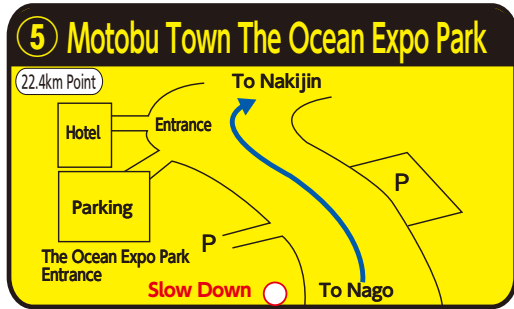 ⑤ Motobu Town The Ocean Expo Park
22.4km Point
To Nakijin
Hotel
Entrance
P
Parking
P
The Ocean Expo Park
Entrance
Slow Down
To Nago